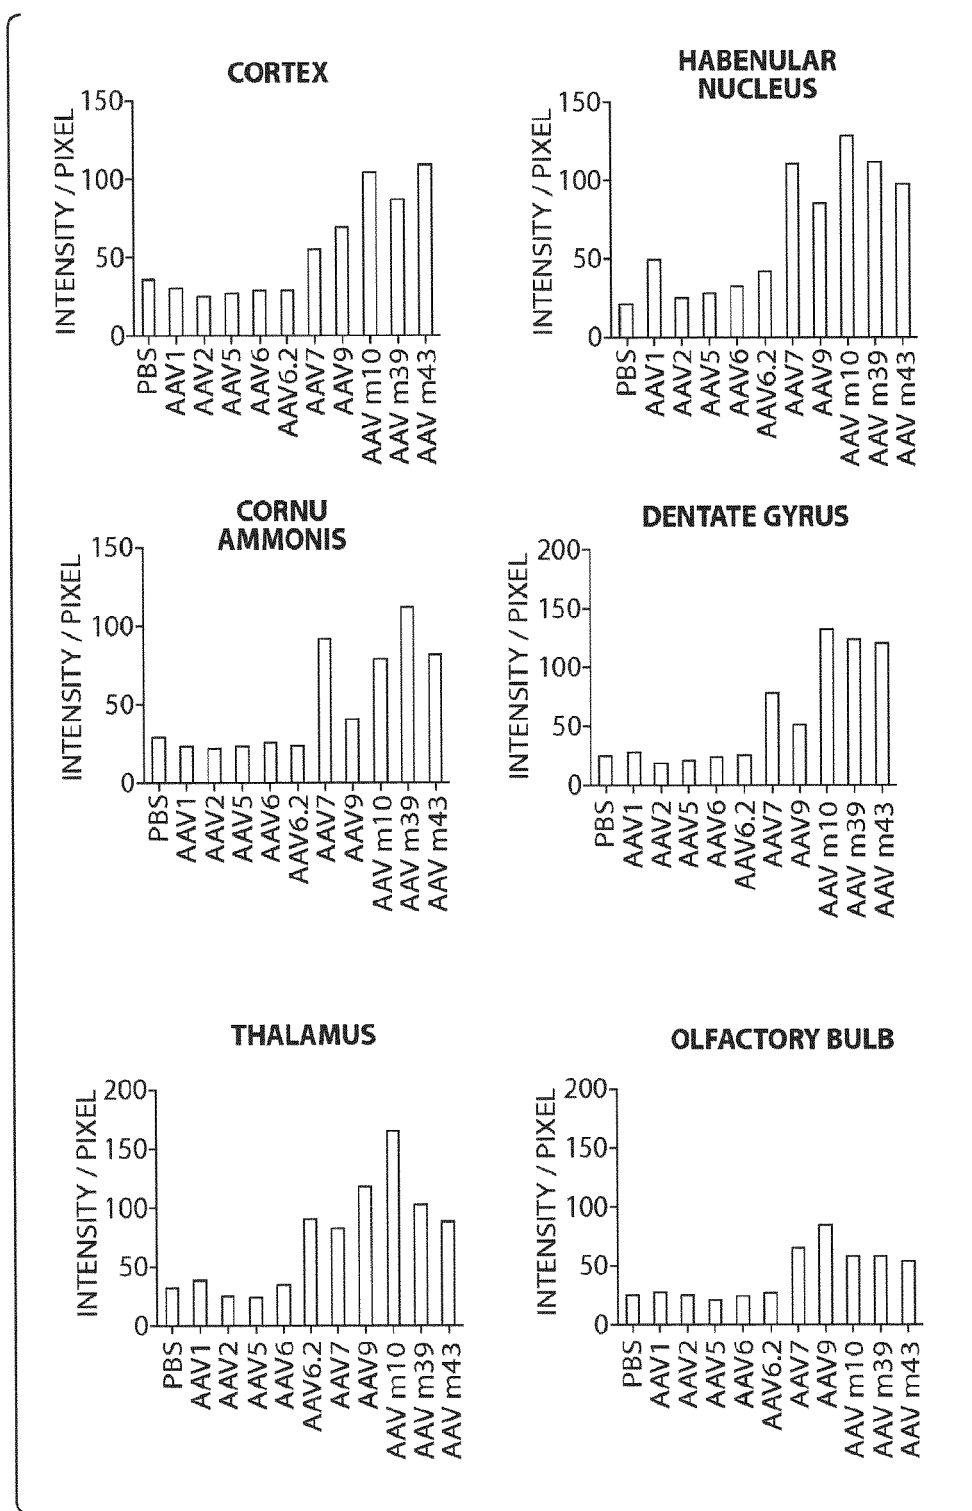 CORTEX
INTENSITY / PIXEL
150
100
50
0
PBS
AAV1
AAV2
AAV5
AAV6
AAV6.2
AAV7
AAV9
AAV m10
AAV m39
AAV m43
HABENULAR
NUCLEUS
INTENSITY / PIXEL
150
100
50
0
PBS
AAV1
AAV2
AAV5
AAV6
AAV6.2
AAV7
AAV9
AAV m10
AAV m39
AAV m43
CORNU
AMMONIS
INTENSITY / PIXEL
150
100
50
0
PBS
AAV1
AAV2
AAV5
AAV6
AAV6.2
AAV7
AAV9
AAV m10
AAV m39
AAV m43
DENTATE GYRUS
INTENSITY / PIXEL
200
150
100
50
0
PBS
AAV1
AAV2
AAV5
AAV6
AAV6.2
AAV7
AAV9
AAV m10
AAV m39
AAV m43
THALAMUS
INTENSITY / PIXEL
200
150
100
50
0
PBS
AAV1
AAV2
AAV5
AAV6
AAV6.2
AAV7
AAV9
AAV m10
AAV m39
AAV m43
OLFACTORY BULB
INTENSITY / PIXEL
200
150
100
50
0
PBS
AAV1
AAV2
AAV5
AAV6
AAV6.2
AAV7
AAV9
AAV m10
AAV m39
AAV m43